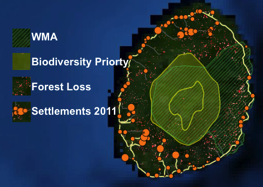 WMA
Biodiversity Priorty
Forest Loss
Settlements 2011